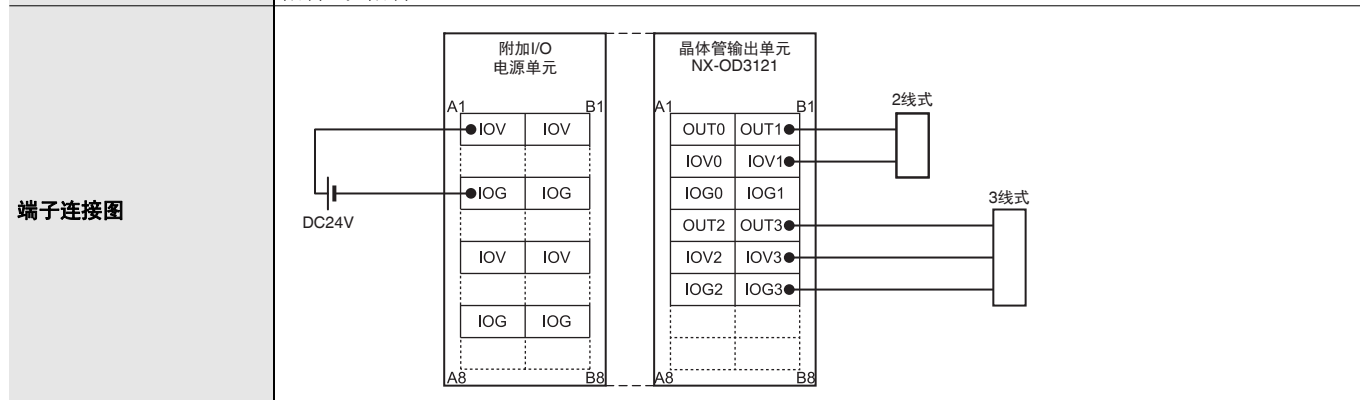 端子连接图
附加I/O
电源单元
晶体管输出单元
NX-OD3121
A1
B1
A1
B1
2线式
IOV
IOV
OUT0
OUT1
IOV0
IOV1
IOG
IOG
IOG0
IOG1
3线式
DC24V
OUT2
OUT3
IOV
IOV
IOV2
IOV3
IOG2
IOG3
IOG
IOG
A8
B8
A8
B8